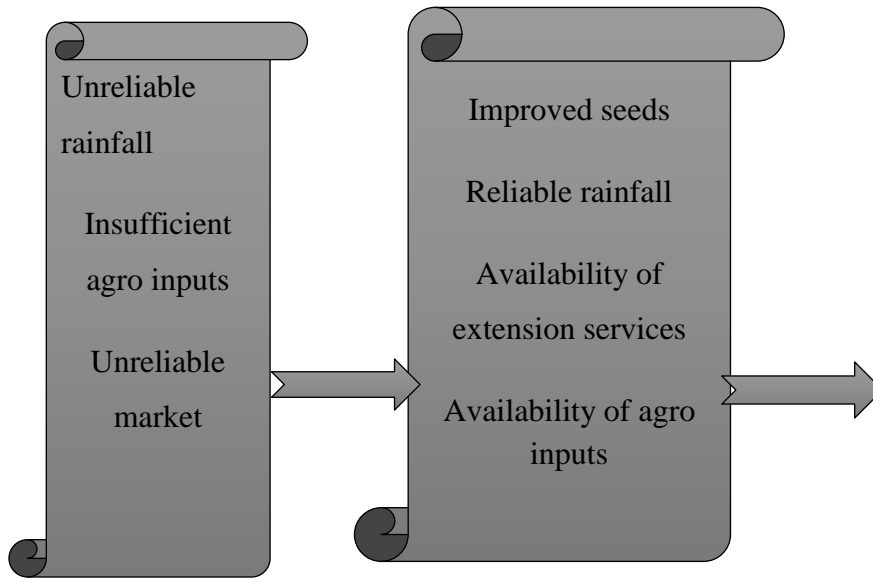 Unreliable
rainfall
Insufficient
agro inputs
Unreliable
market
Improved seeds
Reliable rainfall
Availability of
extension services
Availability of agro
inputs